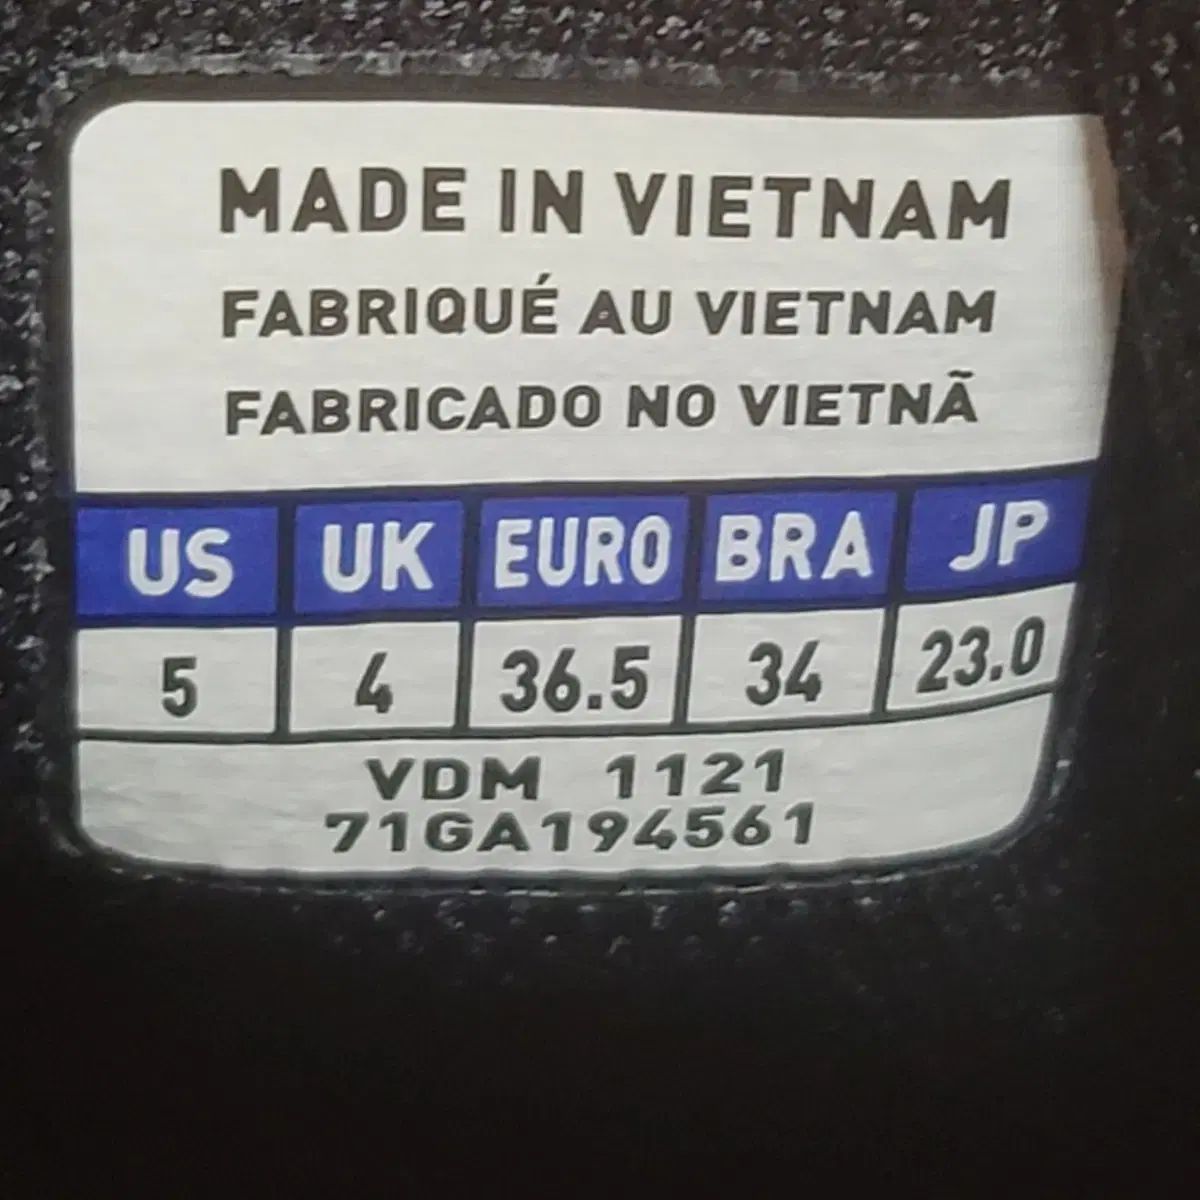 MADE IN VIETNAM
FABRIQUÉ AU VIETNAM
FABRICADO NO VIETNÃ
US UK EURO BRA JP
5 4 36.5 34 23.0
VDM 1121
71GA194561